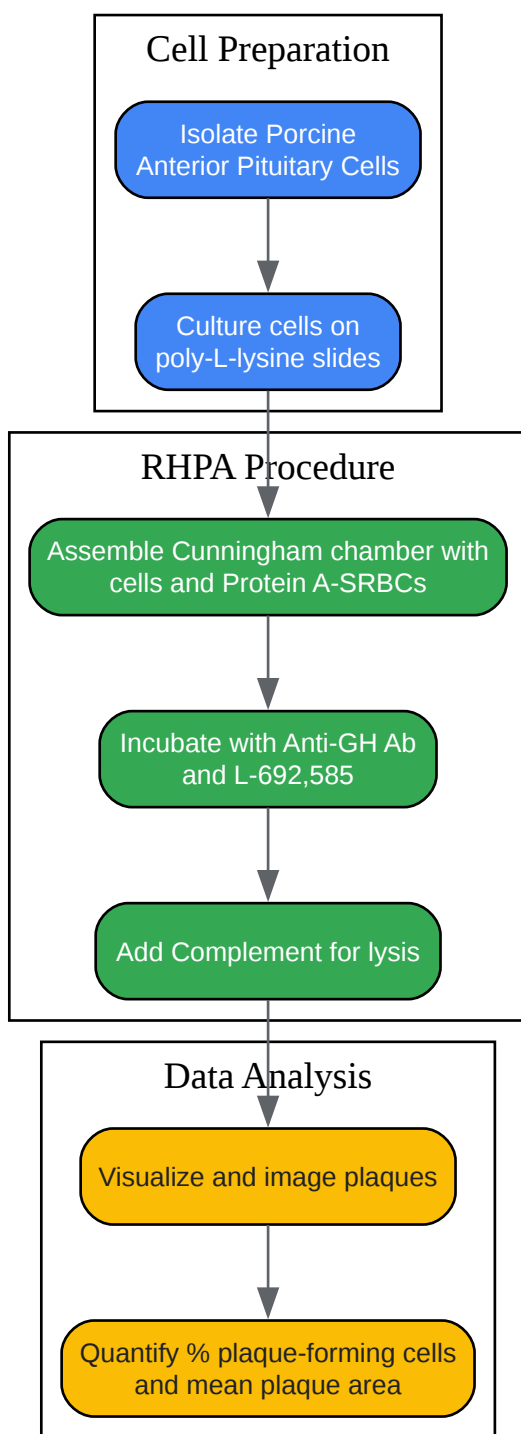 Cell Preparation
Isolate Porcine
Anterior Pituitary Cells
Culture cells on
poly-L-lysine slides
RHPA Procedure
Assemble Cunningham chamber with
cells and Protein A-SRBCs
Incubate with Anti-GH Ab
and L-692,585
Add Complement for lysis
Data Analysis
Visualize and image plaques
Quantify % plaque-forming cells
and mean plaque area